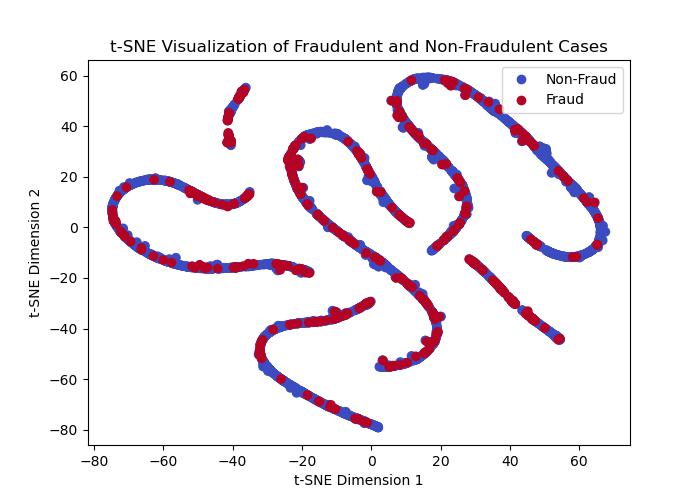 t-SNE Visualization of Fraudulent and Non-Fraudulent Cases
Non-Fraud
Fraud
60
40
20
0
−20
−40
−60
−80
t-SNE Dimension 2
−80 −60 −40 −20 0 20 40 60
t-SNE Dimension 1